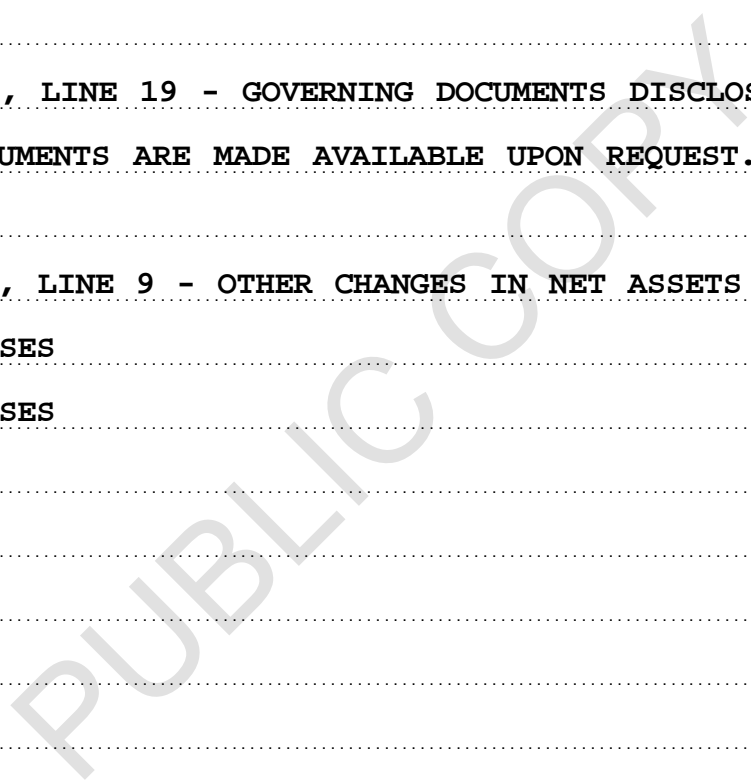 , LINE 19 - GOVERNING DOCUMENTS DISCLOS
UMENTS ARE MADE AVAILABLE UPON REQUEST.
, LINE 9 - OTHER CHANGES IN NET ASSETS
SES
SES
PUBLIC COPY